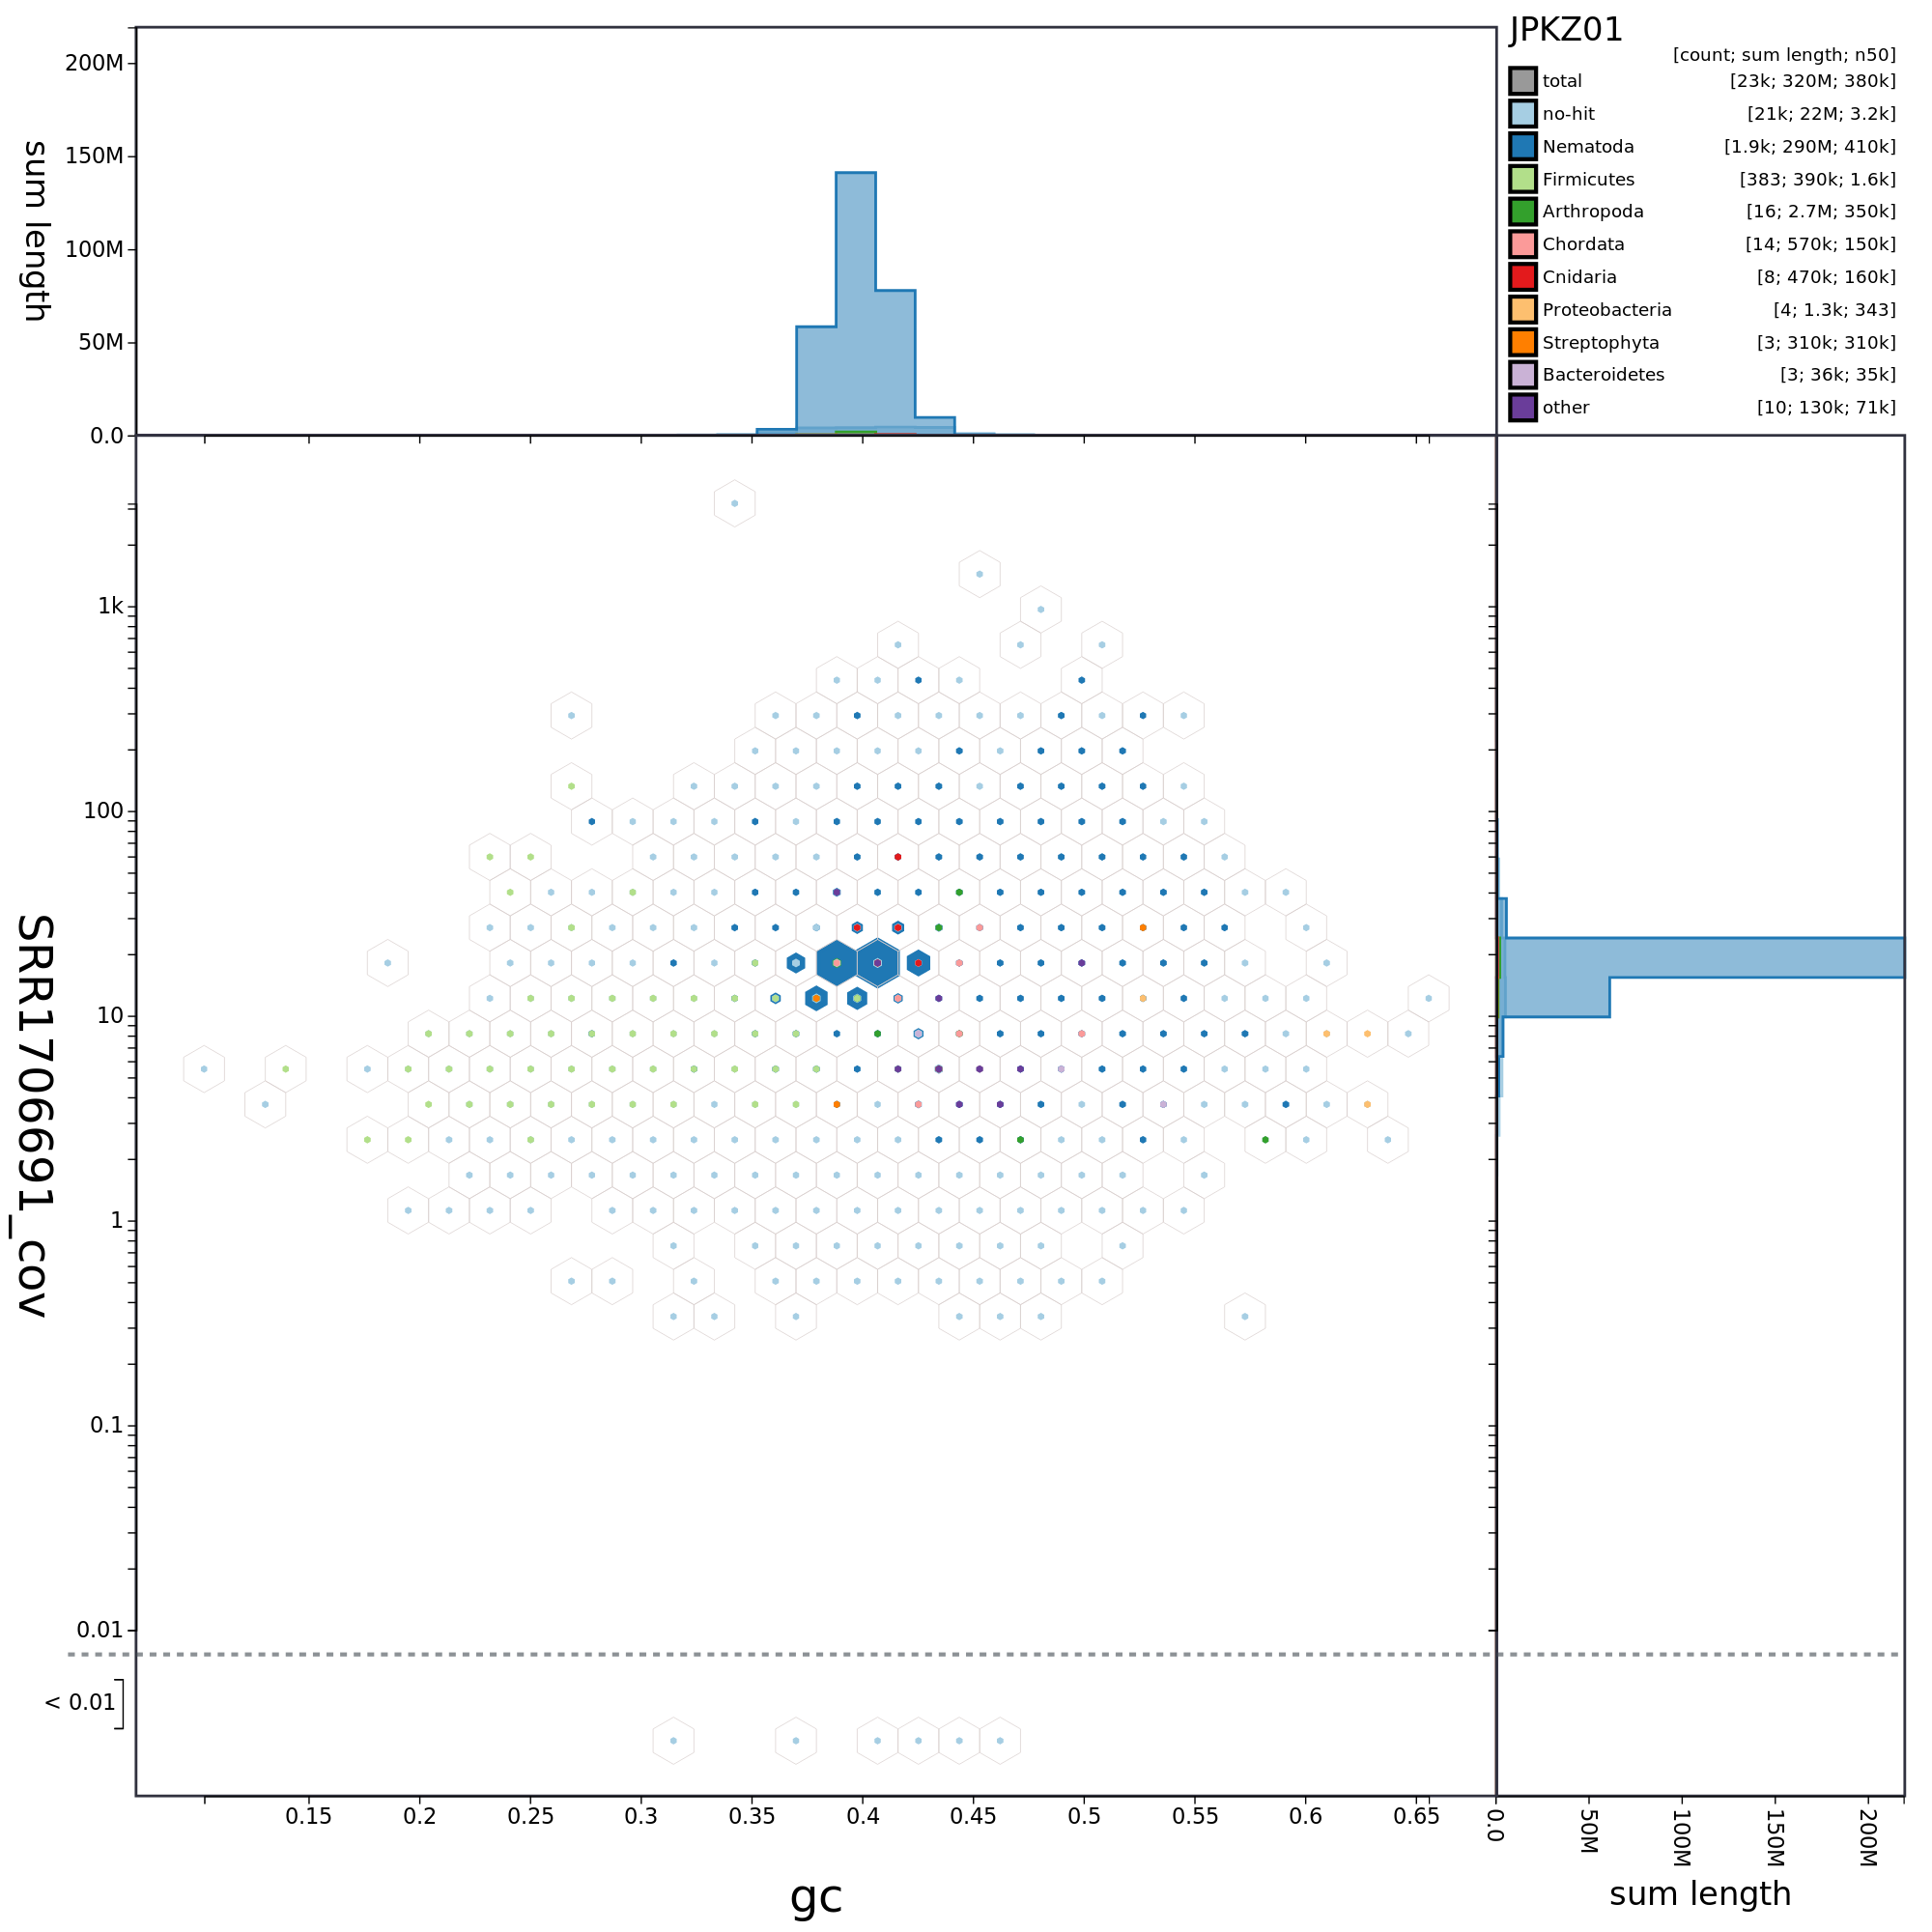 JPKZ01
[count; sum length; n50]
total [23k; 320M; 380k]
no-hit [21k; 22M; 3.2k]
Nematoda [1.9k; 290M; 410k]
Firmicutes [383; 390k; 1.6k]
Arthropoda [16; 2.7M; 350k]
Chordata [14; 570k; 150k]
Cnidaria [8; 470k; 160k]
Proteobacteria [4; 1.3k; 343]
Streptophyta [3; 310k; 310k]
Bacteroidetes [3; 36k; 35k]
other [10; 130k; 71k]
sum length
200M
150M
100M
50M
0.0
SRR1706691_cov
1k
100
10
1
0.1
0.01
< 0.01
0.15 0.2 0.25 0.3 0.35 0.4 0.45 0.5 0.55 0.6 0.65
gc
0.0 50M 100M 150M 200M
sum length